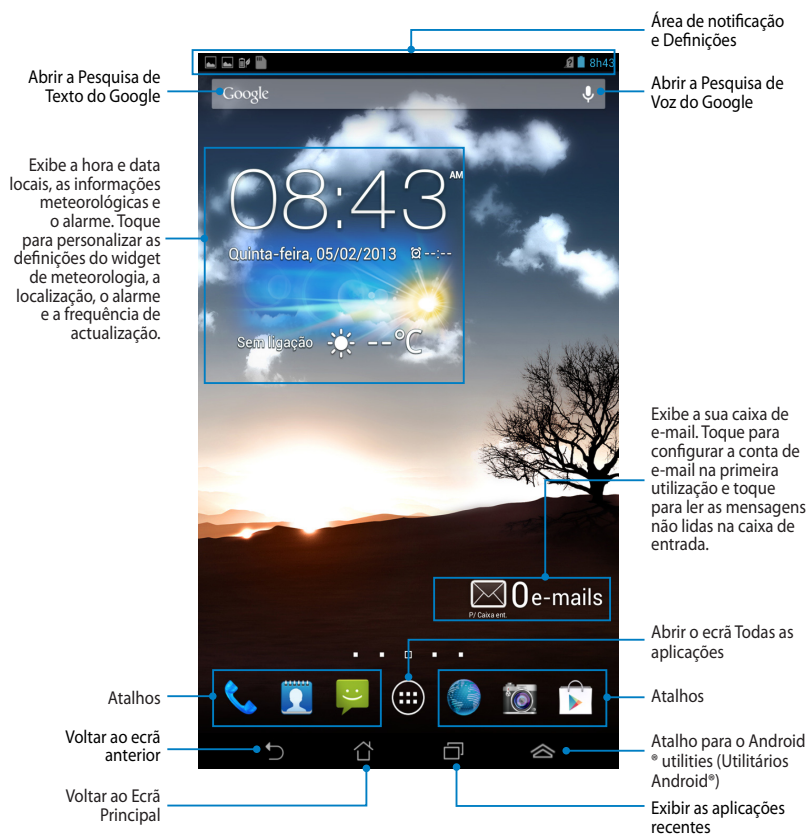 Área de notificação
e Definições
8h43
Abrir a Pesquisa de
Texto do Google
Google
Abrir a Pesquisa de
Voz do Google
Exibe a hora e data
locais, as informações
meteorológicas e
o alarme. Toque
para personalizar as
definições do widget
de meteorologia, a
localização, o alarme
e a frequência de
actualização.
08:43 AM
Quinta-feira, 05/02/2013 --:--
Sem ligação --°C
Exibe a sua caixa de
e-mail. Toque para
configurar a conta de
e-mail na primeira
utilização e toque
para ler as mensagens
não lidas na caixa de
entrada.
0 e-mails
P/ Caixa ent.
Abrir o ecrã Todas as
aplicações
Atalhos
Atalhos
Voltar ao ecrã
anterior
Atalho para o Android
® utilities (Utilitários
Android®)
Voltar ao Ecrã
Principal
Exibir as aplicações
recentes